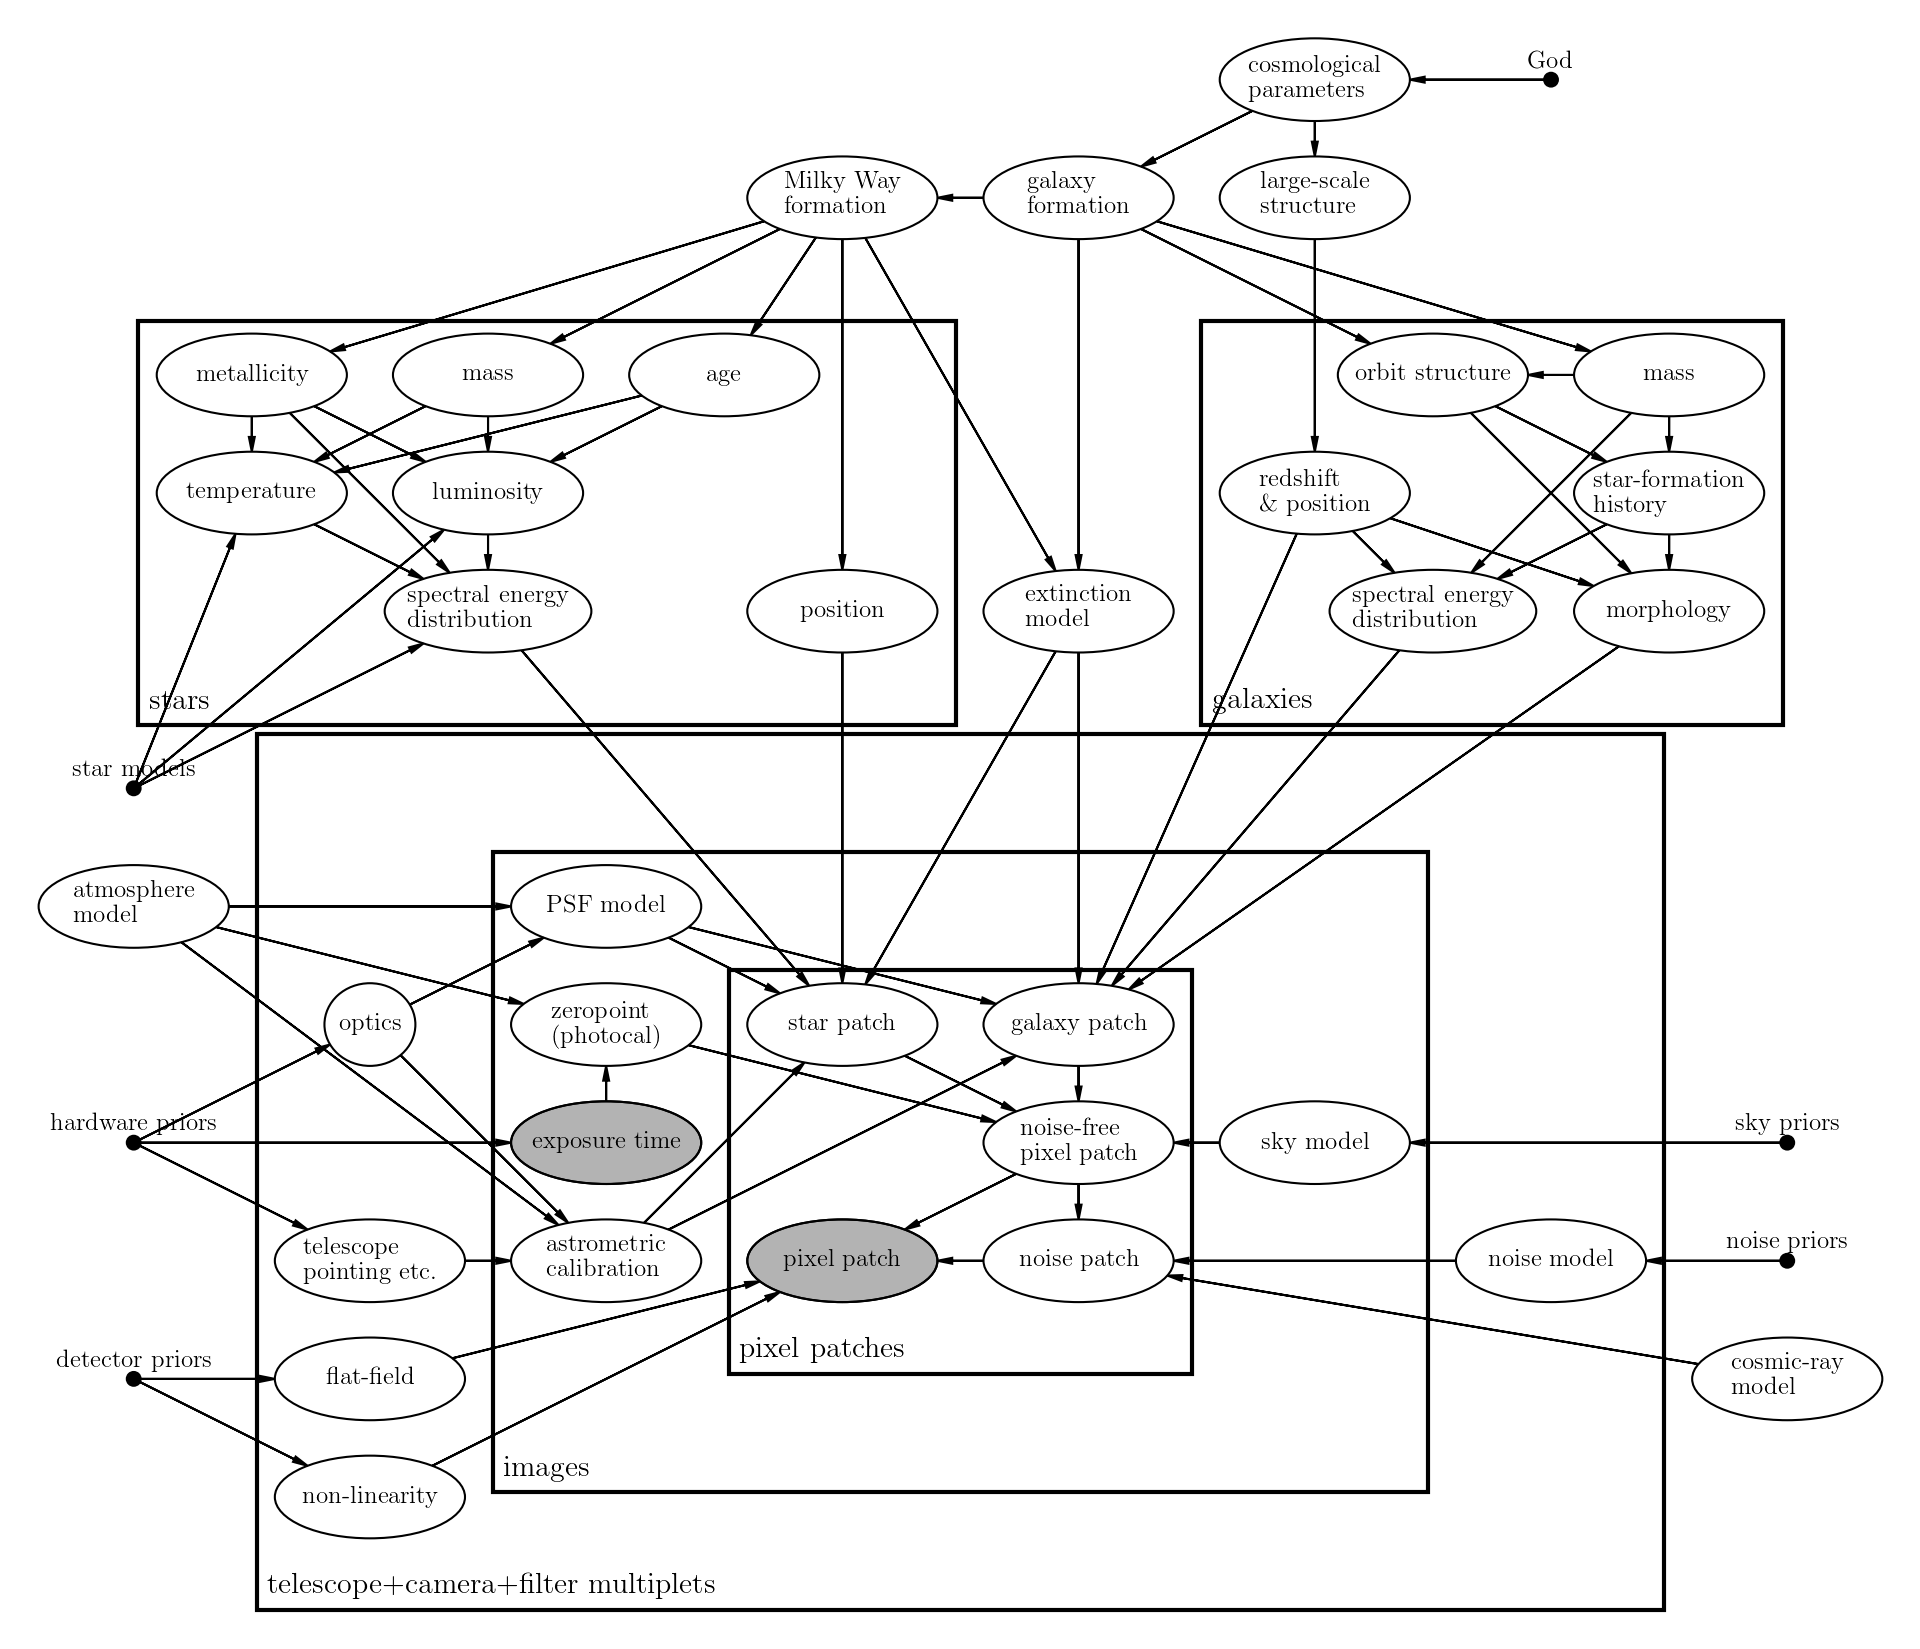 God
cosmological
parameters
Milky Way
formation
galaxy
formation
large-scale
structure
metallicity
mass
age
orbit structure
mass
temperature
luminosity
redshift
& position
star-formation
history
spectral energy
distribution
position
extinction
model
spectral energy
distribution
morphology
stars
galaxies
star models
atmosphere
model
PSF model
optics
zeropoint
(photocal)
star patch
galaxy patch
hardware priors
exposure time
noise-free
pixel patch
sky model
sky priors
telescope
pointing etc.
astrometric
calibration
pixel patch
noise patch
noise model
noise priors
pixel patches
detector priors
flat-field
cosmic-ray
model
images
non-linearity
telescope+camera+filter multiplets